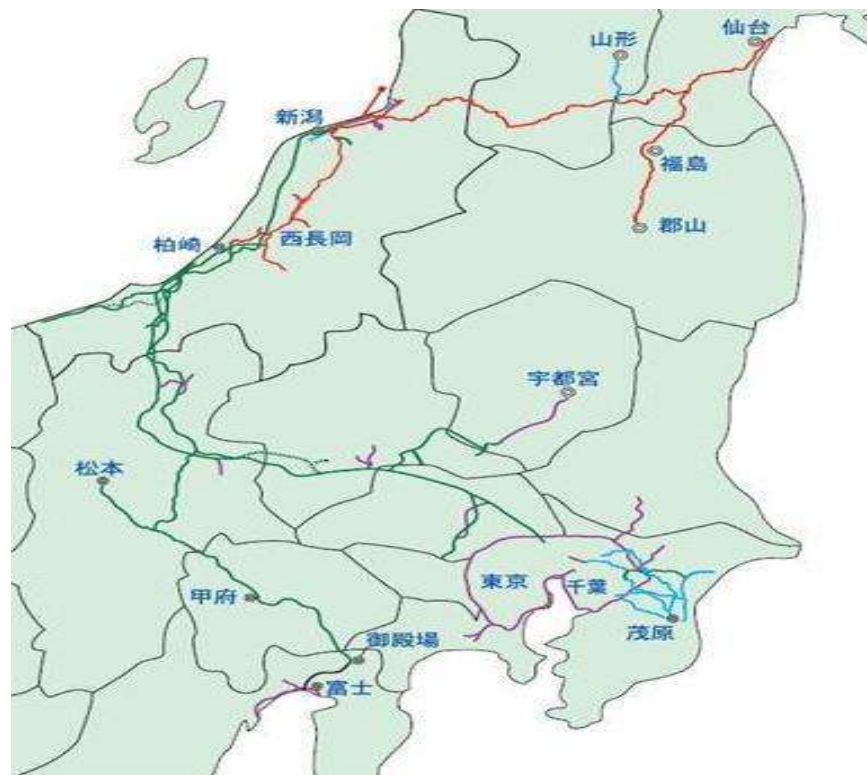 仙台
山形
新潟
福島
郡山
柏崎
西長岡
宇都宮
松本
東京
千葉
甲府
茂原
御殿場
富士